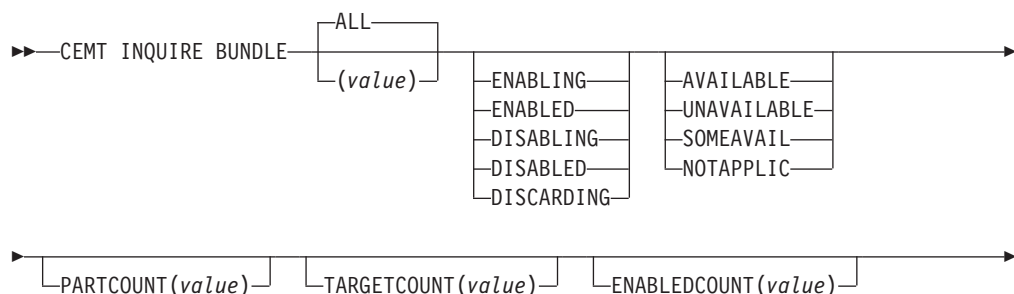 ALL
CEMT INQUIRE BUNDLE
(value)
ENABLING
ENABLED
DISABLING
DISABLED
DISCARDING
AVAILABLE
UNAVAILABLE
SOMEAVAIL
NOTAPPLIC
PARTCOUNT(value)
TARGETCOUNT(value)
ENABLEDCOUNT(value)